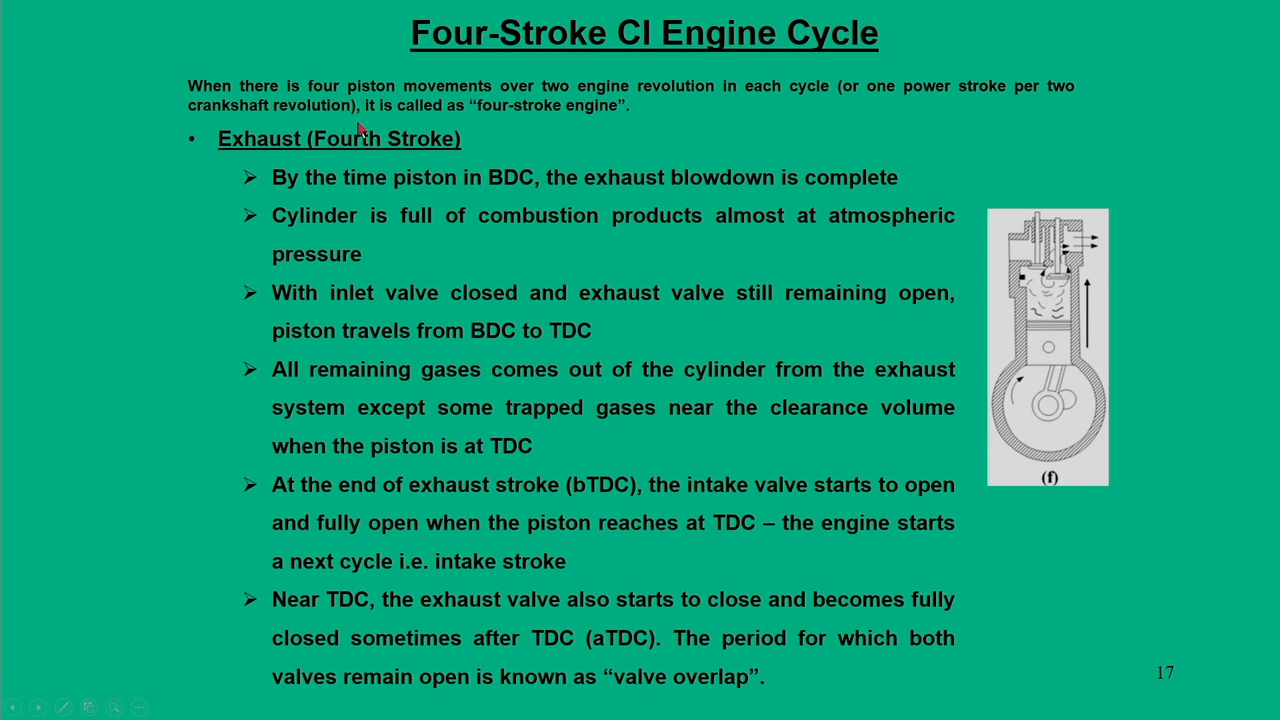 Four-Stroke CI Engine Cycle
When there is four piston movements over two engine revolution in each cycle (or one power stroke per two
crankshaft revolution), it is called as “four-stroke engine”.
• Exhaust (Fourth Stroke)
➢ By the time piston in BDC, the exhaust blowdown is complete
➢ Cylinder is full of combustion products almost at atmospheric
pressure
➢ With inlet valve closed and exhaust valve still remaining open,
piston travels from BDC to TDC
➢ All remaining gases comes out of the cylinder from the exhaust
system except some trapped gases near the clearance volume
when the piston is at TDC
➢ At the end of exhaust stroke (bTDC), the intake valve starts to open
and fully open when the piston reaches at TDC – the engine starts
a next cycle i.e. intake stroke
➢ Near TDC, the exhaust valve also starts to close and becomes fully
closed sometimes after TDC (aTDC). The period for which both
valves remain open is known as “valve overlap”.
(f)
17